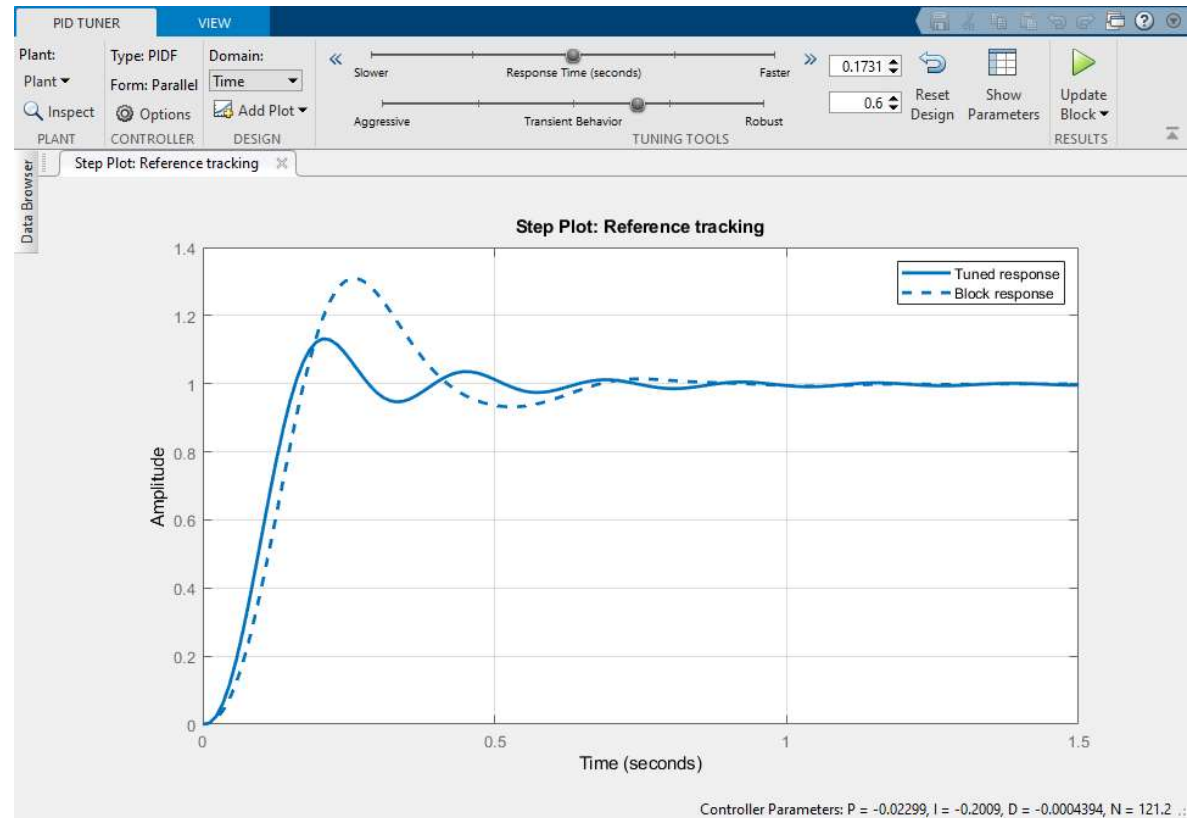 PID TUNER
VIEW
Plant:
Plant
Inspect
PLANT
Type: PIDF
Form: Parallel
Options
CONTROLLER
Domain:
Time
Add Plot
DESIGN
Slower
Response Time (seconds)
Faster
0.1731
Aggressive
Transient Behavior
Robust
0.6
Reset
Design
Show
Parameters
TUNING TOOLS
Update
Block
RESULTS
Data Browser
Step Plot: Reference tracking
Step Plot: Reference tracking
Tuned response
Block response
Amplitude
1.4
1.2
1
0.8
0.6
0.4
0.2
0
0
0.5
1
1.5
Time (seconds)
Controller Parameters: P = -0.02299, I = -0.2009, D = -0.0004394, N = 121.2